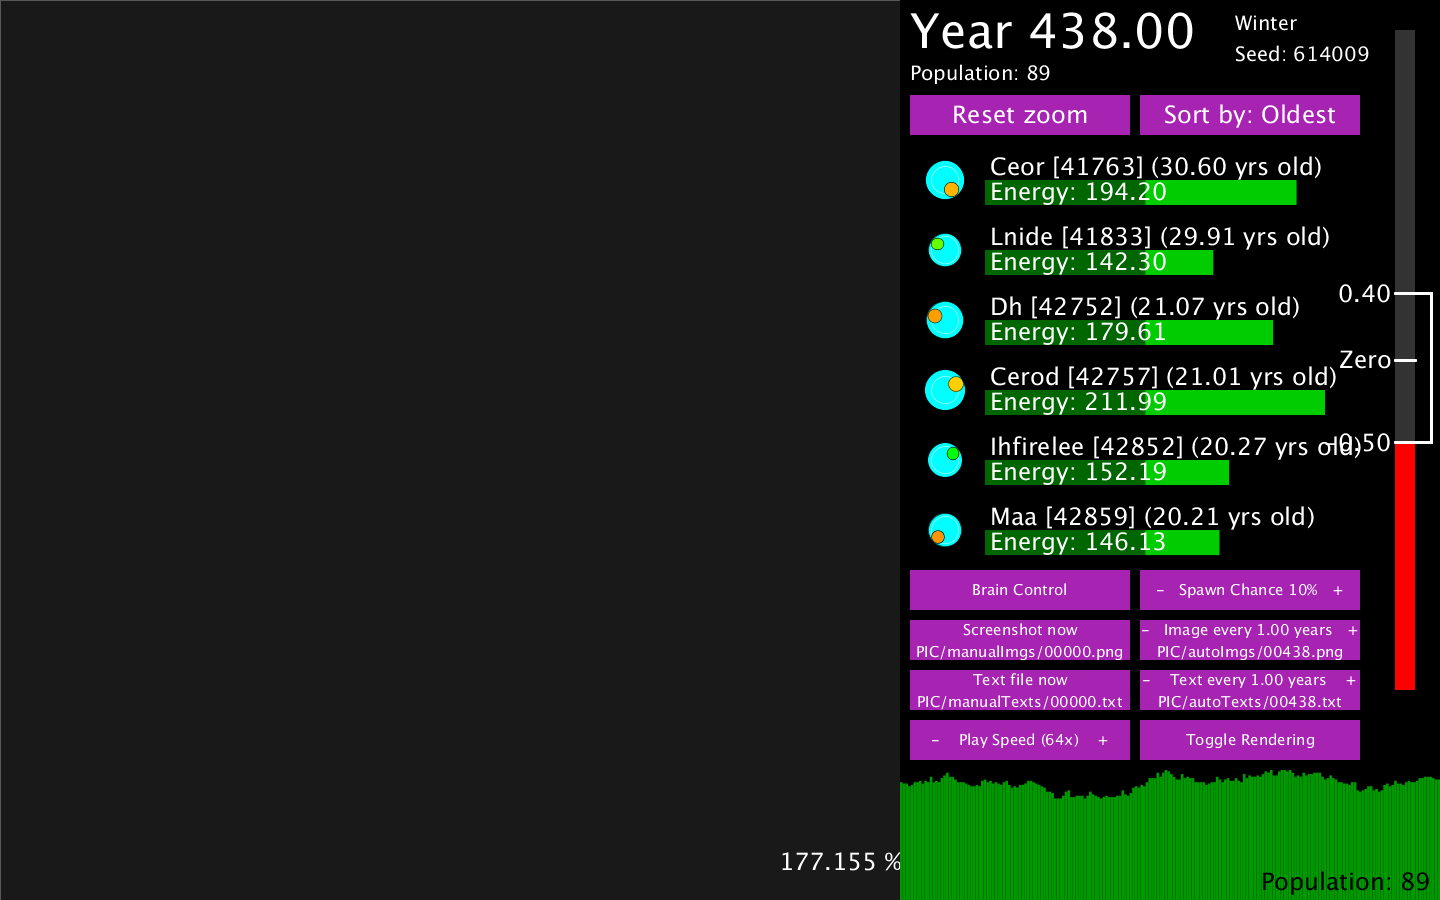 Year 438.00
Winter
Seed: 614009
Population: 89
Reset zoom
Sort by: Oldest
Ceor [41763] (30.60 yrs old)
Energy: 194.20
Lnide [41833] (29.91 yrs old)
Energy: 142.30
Dh [42752] (21.07 yrs old)
Energy: 179.61
Cerod [42757] (21.01 yrs old)
Energy: 211.99
Ihfirelee [42852] (20.27 yrs old)
Energy: 152.19
Maa [42859] (20.21 yrs old)
Energy: 146.13
0.40
Zero
-0.50
Brain Control
- Spawn Chance 10% +
Screenshot now
PIC/manualImgs/00000.png
- Image every 1.00 years +
PIC/autoImgs/00438.png
Text file now
PIC/manualTexts/00000.txt
- Text every 1.00 years +
PIC/autoTexts/00438.txt
- Play Speed (64x) +
Toggle Rendering
177.155 %
Population: 89